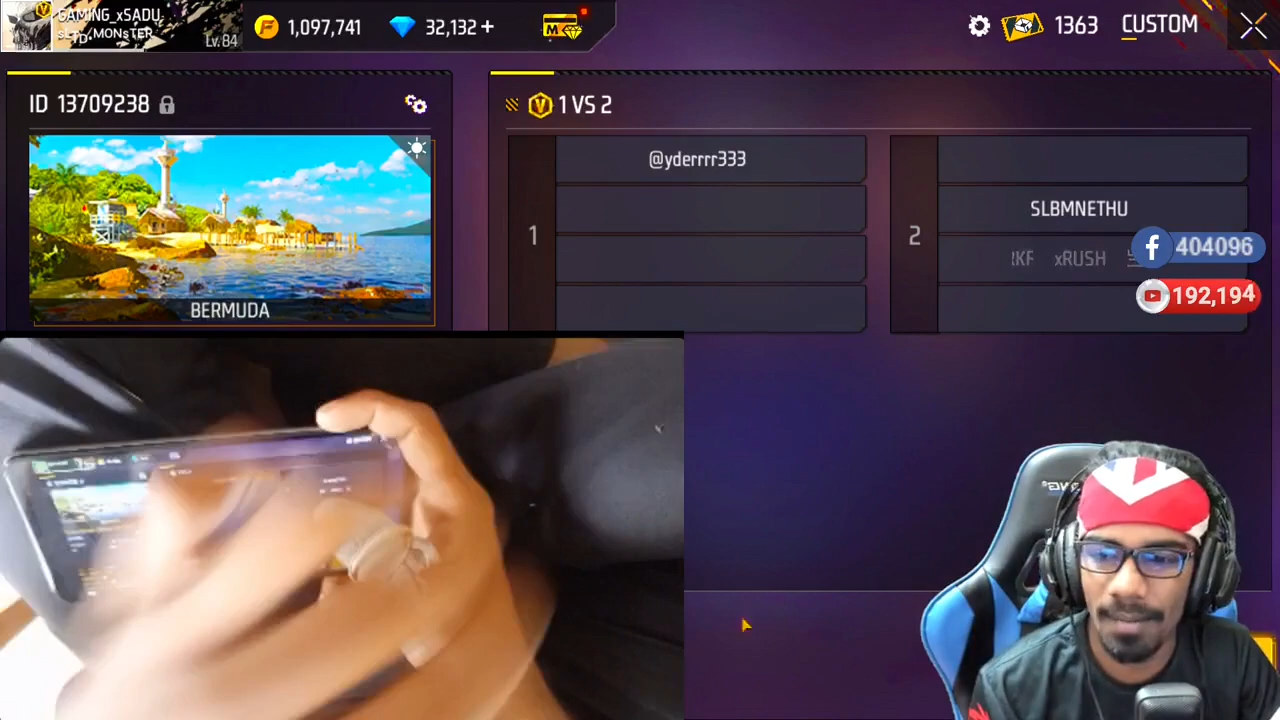 GAMING_xSADU
sLTD_MONsTER
Lv.84
1,097,741
32,132 +
M
1363
CUSTOM
ID 13709238
V 1 VS 2
BERMUDA
1
@yderrrr333
2
SLBMNETHU
xRUSH
404096
192,194